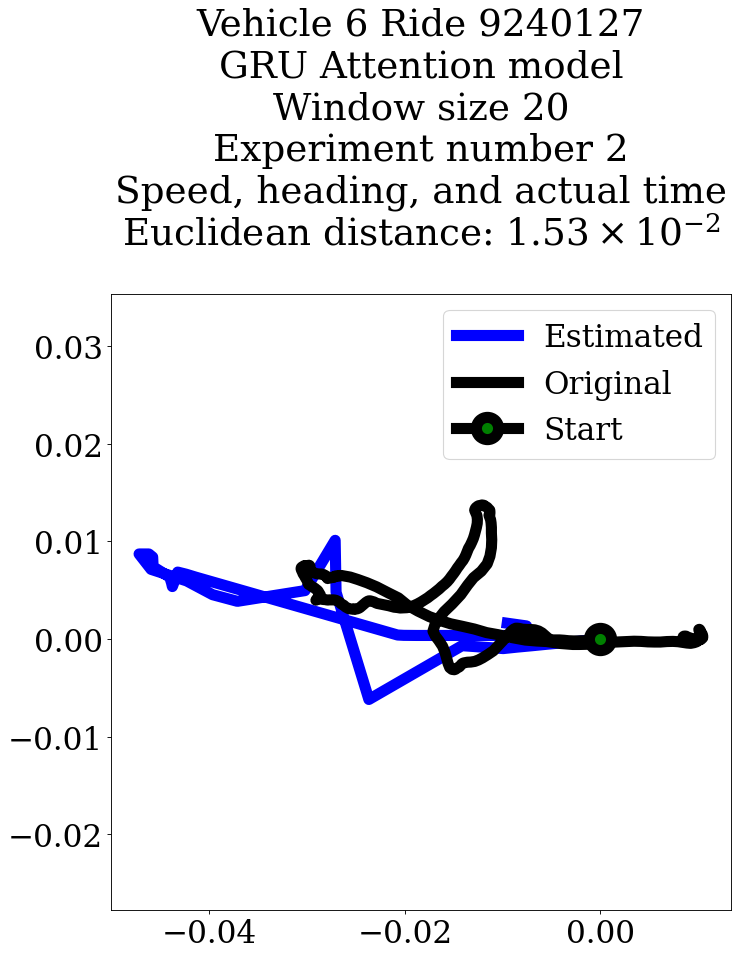 Vehicle 6 Ride 9240127
GRU Attention model
Window size 20
Experiment number 2
Speed, heading, and actual time
Euclidean distance: 1.53 × 10⁻²
Estimated
Original
Start
0.03
0.02
0.01
0.00
−0.01
−0.02
−0.04
−0.02
0.00